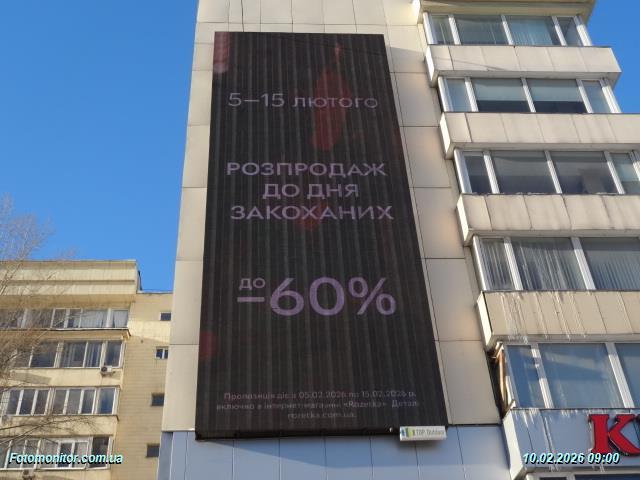 5–15 ЛЮТОГО
РОЗПРОДАЖ
ДО ДНЯ
ЗАКОХАНИХ
ДО
–60%
Пропозиція діє з 05.02.2026 по 15.02.2026 р.
включно в інтернет-магазині «Rozetka». Деталі
rozetka.com.ua.
TOP Outdoor
Fotomonitor.com.ua
10.02.2026 09:00